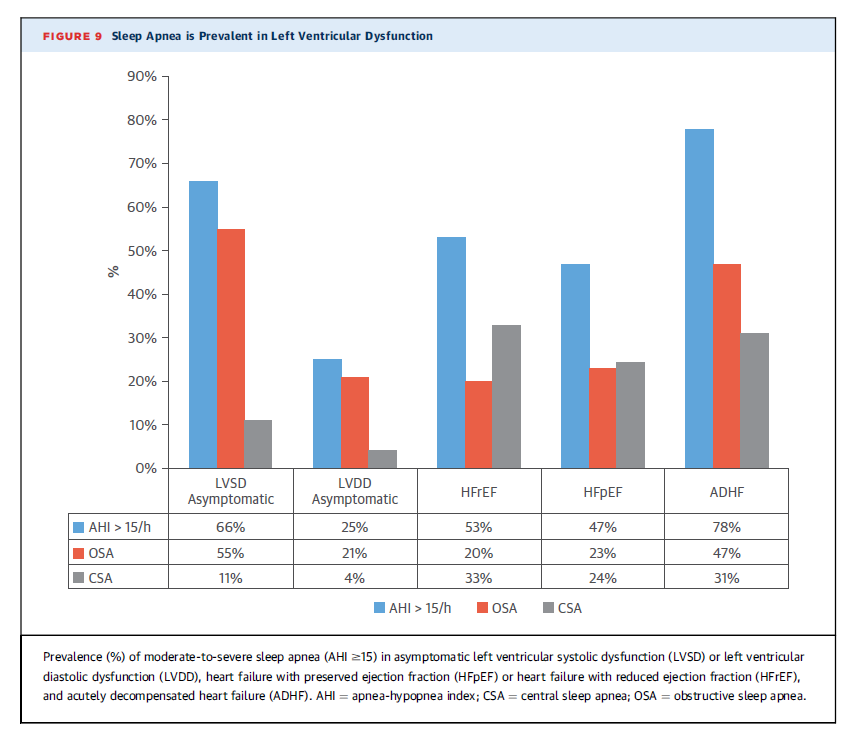 FIGURE 9 Sleep Apnea is Prevalent in Left Ventricular Dysfunction
90%
80%
70%
60%
50%
40%
30%
20%
10%
0%
%
LVSD Asymptomatic LVDD Asymptomatic HFrEF HFpEF ADHF
AHI > 15/h 66% 25% 53% 47% 78%
OSA 55% 21% 20% 23% 47%
CSA 11% 4% 33% 24% 31%
AHI > 15/h OSA CSA
Prevalence (%) of moderate-to-severe sleep apnea (AHI ≥15) in asymptomatic left ventricular systolic dysfunction (LVSD) or left ventricular
diastolic dysfunction (LVDD), heart failure with preserved ejection fraction (HFpEF) or heart failure with reduced ejection fraction (HFrEF),
and acutely decompensated heart failure (ADHF). AHI = apnea-hypopnea index; CSA = central sleep apnea; OSA = obstructive sleep apnea.